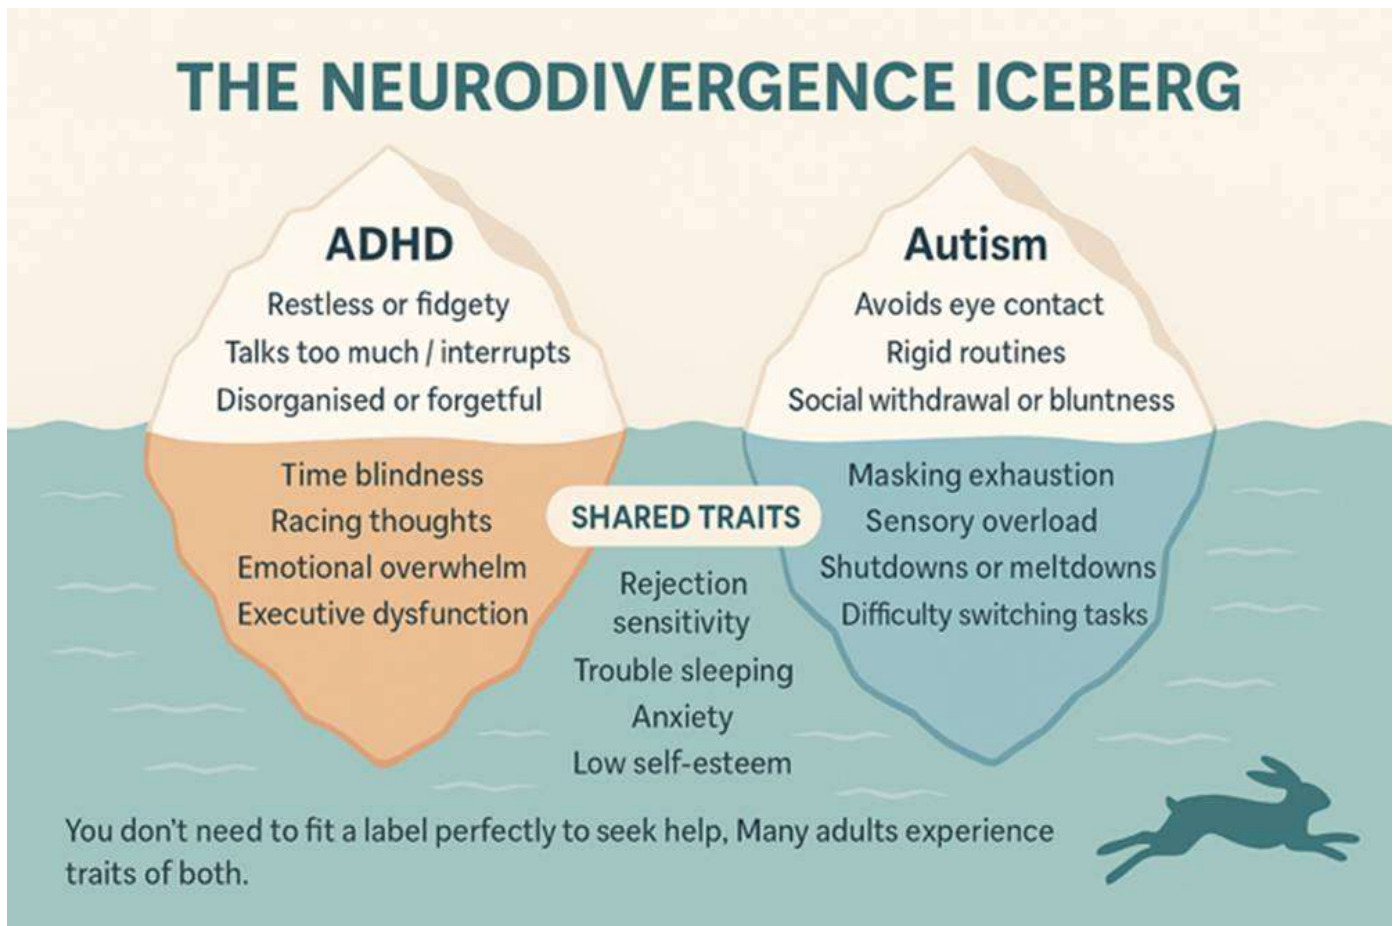 THE NEURODIVERGENCE ICEBERG
ADHD
Restless or fidgety
Talks too much / interrupts
Disorganised or forgetful
Time blindness
Racing thoughts
Emotional overwhelm
Executive dysfunction
Autism
Avoids eye contact
Rigid routines
Social withdrawal or bluntness
Masking exhaustion
Sensory overload
Shutdowns or meltdowns
Difficulty switching tasks
SHARED TRAITS
Rejection
sensitivity
Trouble sleeping
Anxiety
Low self-esteem
You don't need to fit a label perfectly to seek help, Many adults experience
traits of both.